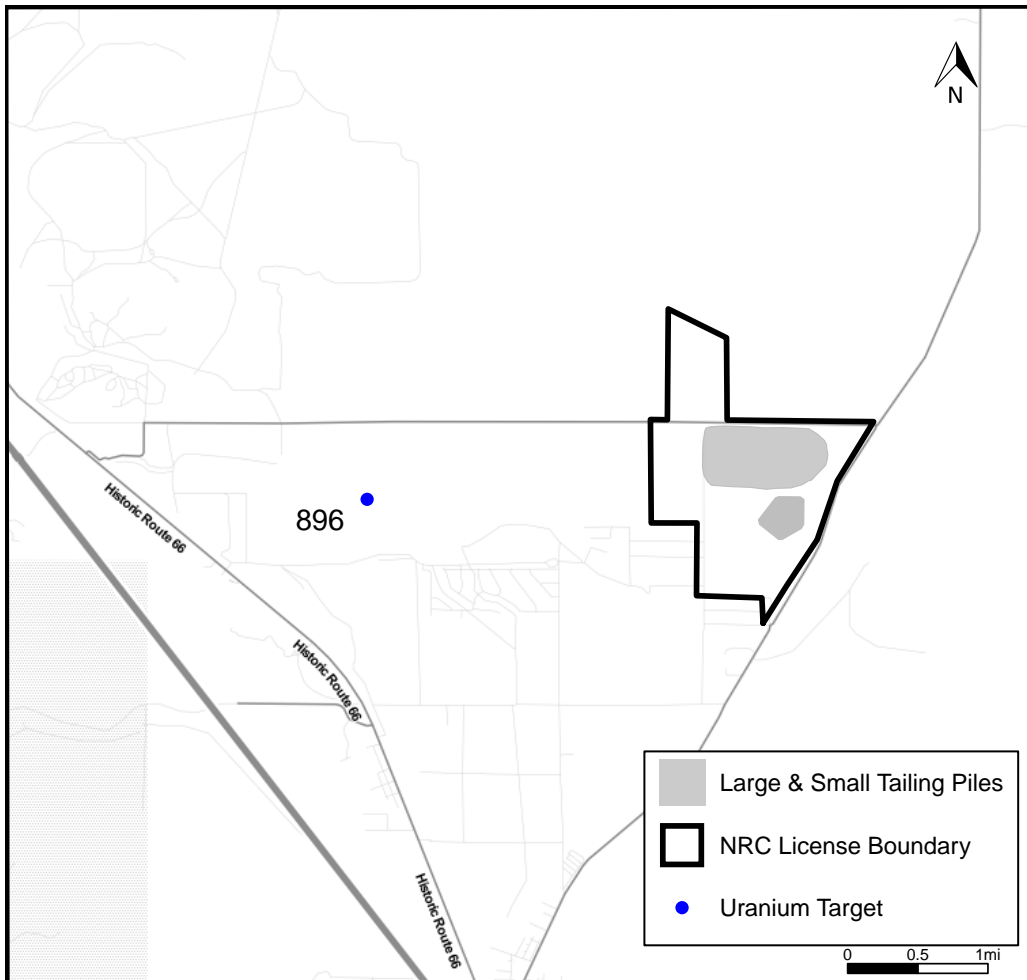 N
Historic Route 66
896
Historic Route 66
Historic Route 66
Large & Small Tailing Piles
NRC License Boundary
Uranium Target
0 0.5 1mi